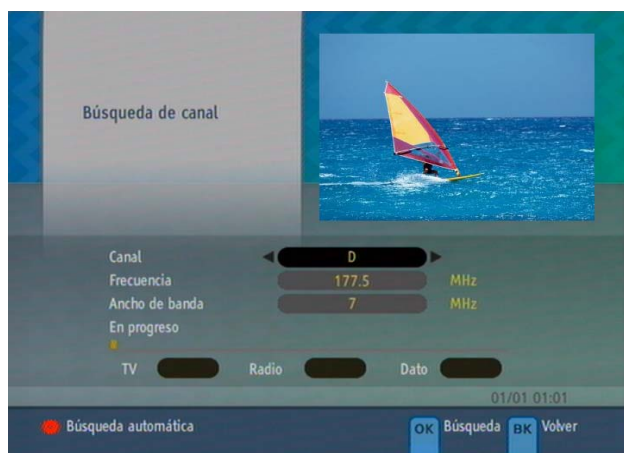 Búsqueda de canal
Canal D
Frecuencia 177.5 MHz
Ancho de banda 7 MHz
En progreso
TV Radio Dato
01/01 01:01
Búsqueda automática OK Búsqueda BK Volver